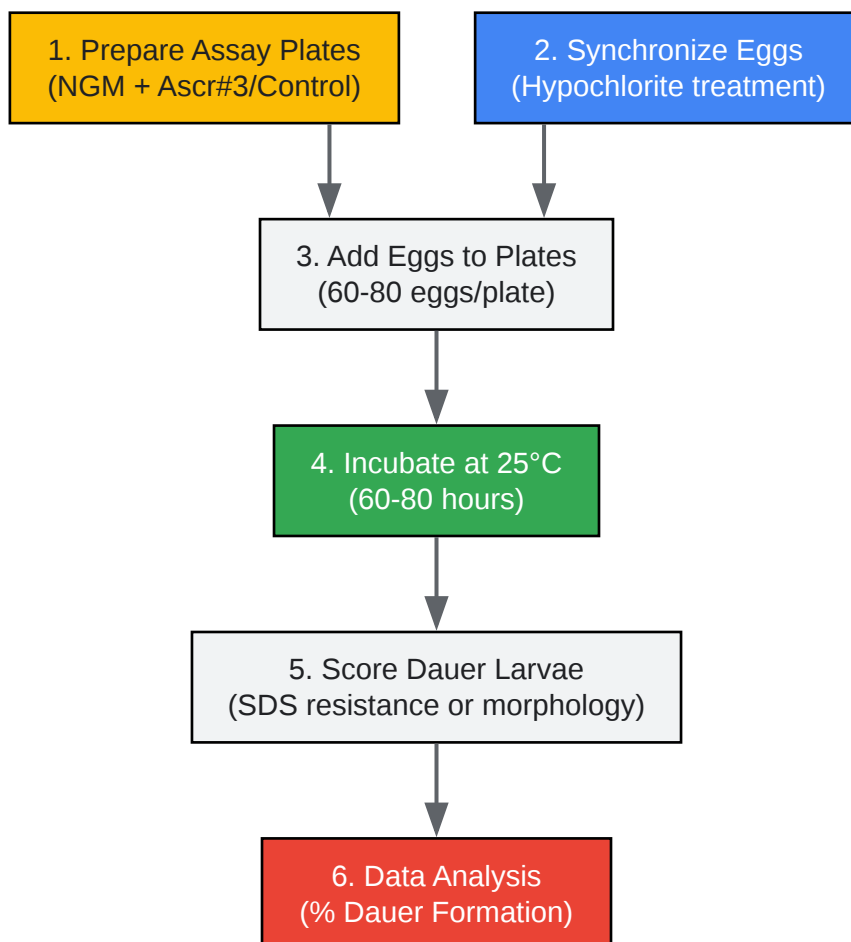 1. Prepare Assay Plates
(NGM + Ascr#3/Control)
2. Synchronize Eggs
(Hypochlorite treatment)
3. Add Eggs to Plates
(60-80 eggs/plate)
4. Incubate at 25°C
(60-80 hours)
5. Score Dauer Larvae
(SDS resistance or morphology)
6. Data Analysis
(% Dauer Formation)